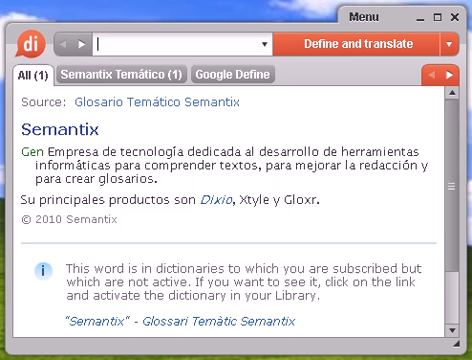 Menu
di
Define and translate
All (1) Semantix Temático (1) Google Define
Source: Glosario Temático Semantix
Semantix
Gen Empresa de tecnología dedicada al desarrollo de herramientas
informáticas para comprender textos, para mejorar la redacción y
para crear glosarios.
Su principales productos son Dixio, Xtyle y Gloxr.
© 2010 Semantix
i
This word is in dictionaries to which you are subscribed but
which are not active. If you want to see it, click on the link
and activate the dictionary in your Library.
"Semantix" - Glossari Temàtic Semantix